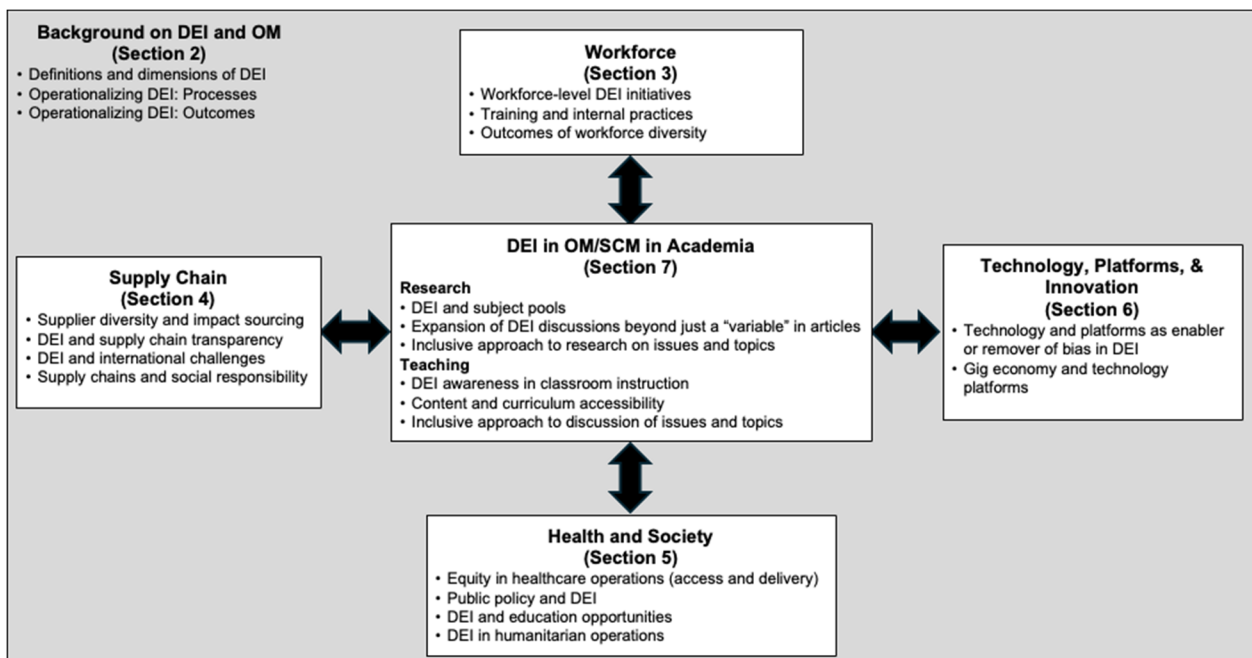 Background on DEI and OM
(Section 2)
• Definitions and dimensions of DEI
• Operationalizing DEI: Processes
• Operationalizing DEI: Outcomes
Workforce
(Section 3)
• Workforce-level DEI initiatives
• Training and internal practices
• Outcomes of workforce diversity
Supply Chain
(Section 4)
• Supplier diversity and impact sourcing
• DEI and supply chain transparency
• DEI and international challenges
• Supply chains and social responsibility
DEI in OM/SCM in Academia
(Section 7)
Research
• DEI and subject pools
• Expansion of DEI discussions beyond just a “variable” in articles
• Inclusive approach to research on issues and topics
Teaching
• DEI awareness in classroom instruction
• Content and curriculum accessibility
• Inclusive approach to discussion of issues and topics
Technology, Platforms, &
Innovation
(Section 6)
• Technology and platforms as enabler
or remover of bias in DEI
• Gig economy and technology
platforms
Health and Society
(Section 5)
• Equity in healthcare operations (access and delivery)
• Public policy and DEI
• DEI and education opportunities
• DEI in humanitarian operations